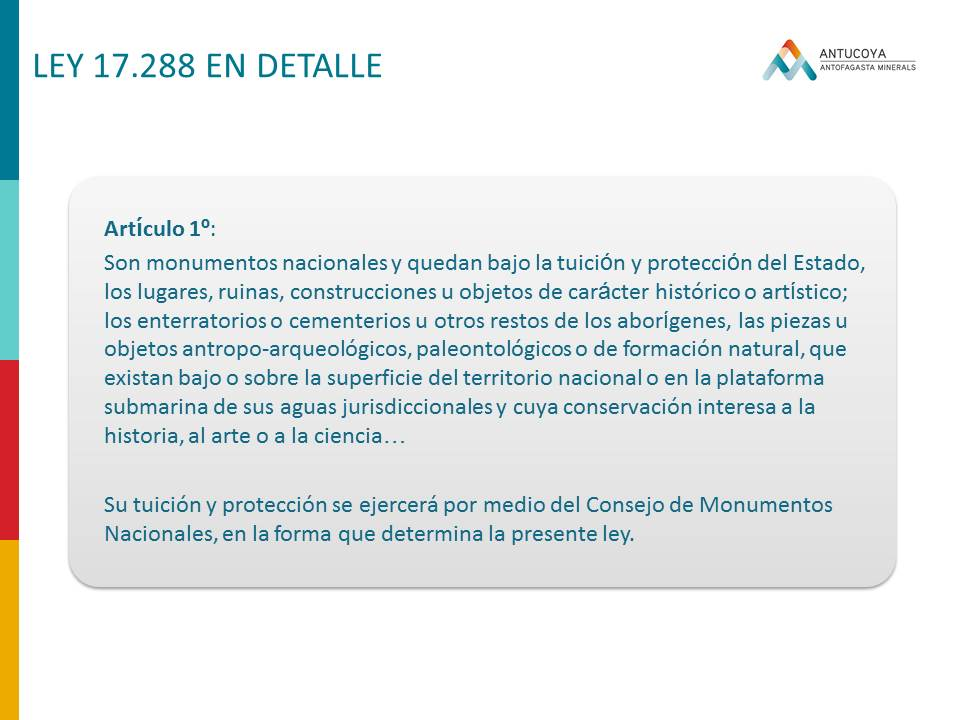 LEY 17.288 EN DETALLE
ANTUCOYA
ANTOFAGASTA MINERALS
Artículo 1º:
Son monumentos nacionales y quedan bajo la tuición y protección del Estado,
los lugares, ruinas, construcciones u objetos de carácter histórico o artístico;
los enterratorios o cementerios u otros restos de los aborígenes, las piezas u
objetos antropo-arqueológicos, paleontológicos o de formación natural, que
existan bajo o sobre la superficie del territorio nacional o en la plataforma
submarina de sus aguas jurisdiccionales y cuya conservación interesa a la
historia, al arte o a la ciencia…
Su tuición y protección se ejercerá por medio del Consejo de Monumentos
Nacionales, en la forma que determina la presente ley.